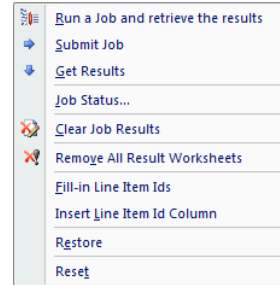 Run a Job and retrieve the results
Submit Job
Get Results
Job Status...
Clear Job Results
Remove All Result Worksheets
Fill-in Line Item Ids
Insert Line Item Id Column
Restore
Reset